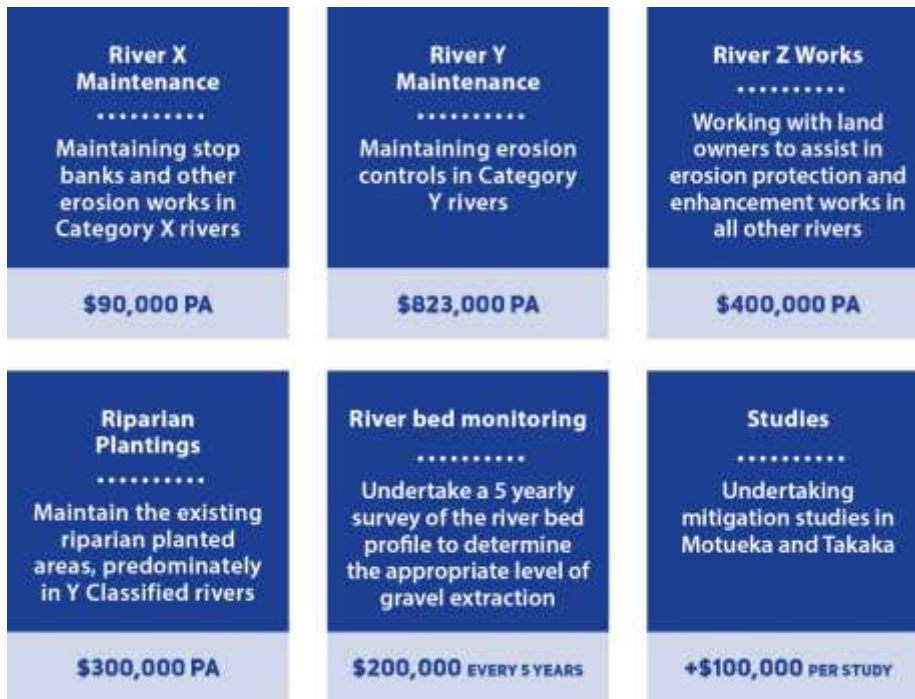 River X
Maintenance
Maintaining stop
banks and other
erosion works in
Category X rivers
$90,000 PA
River Y
Maintenance
Maintaining erosion
controls in Category
Y rivers
$823,000 PA
River Z Works
Working with land
owners to assist in
erosion protection and
enhancement works in
all other rivers
$400,000 PA
Riparian
Plantings
Maintain the existing
riparian planted
areas, predominately
in Y Classified rivers
$300,000 PA
River bed monitoring
Undertake a 5 yearly
survey of the river bed
profile to determine
the appropriate level of
gravel extraction
$200,000 EVERY 5 YEARS
Studies
Undertaking
mitigation studies in
Motueka and Takaka
+$100,000 PER STUDY